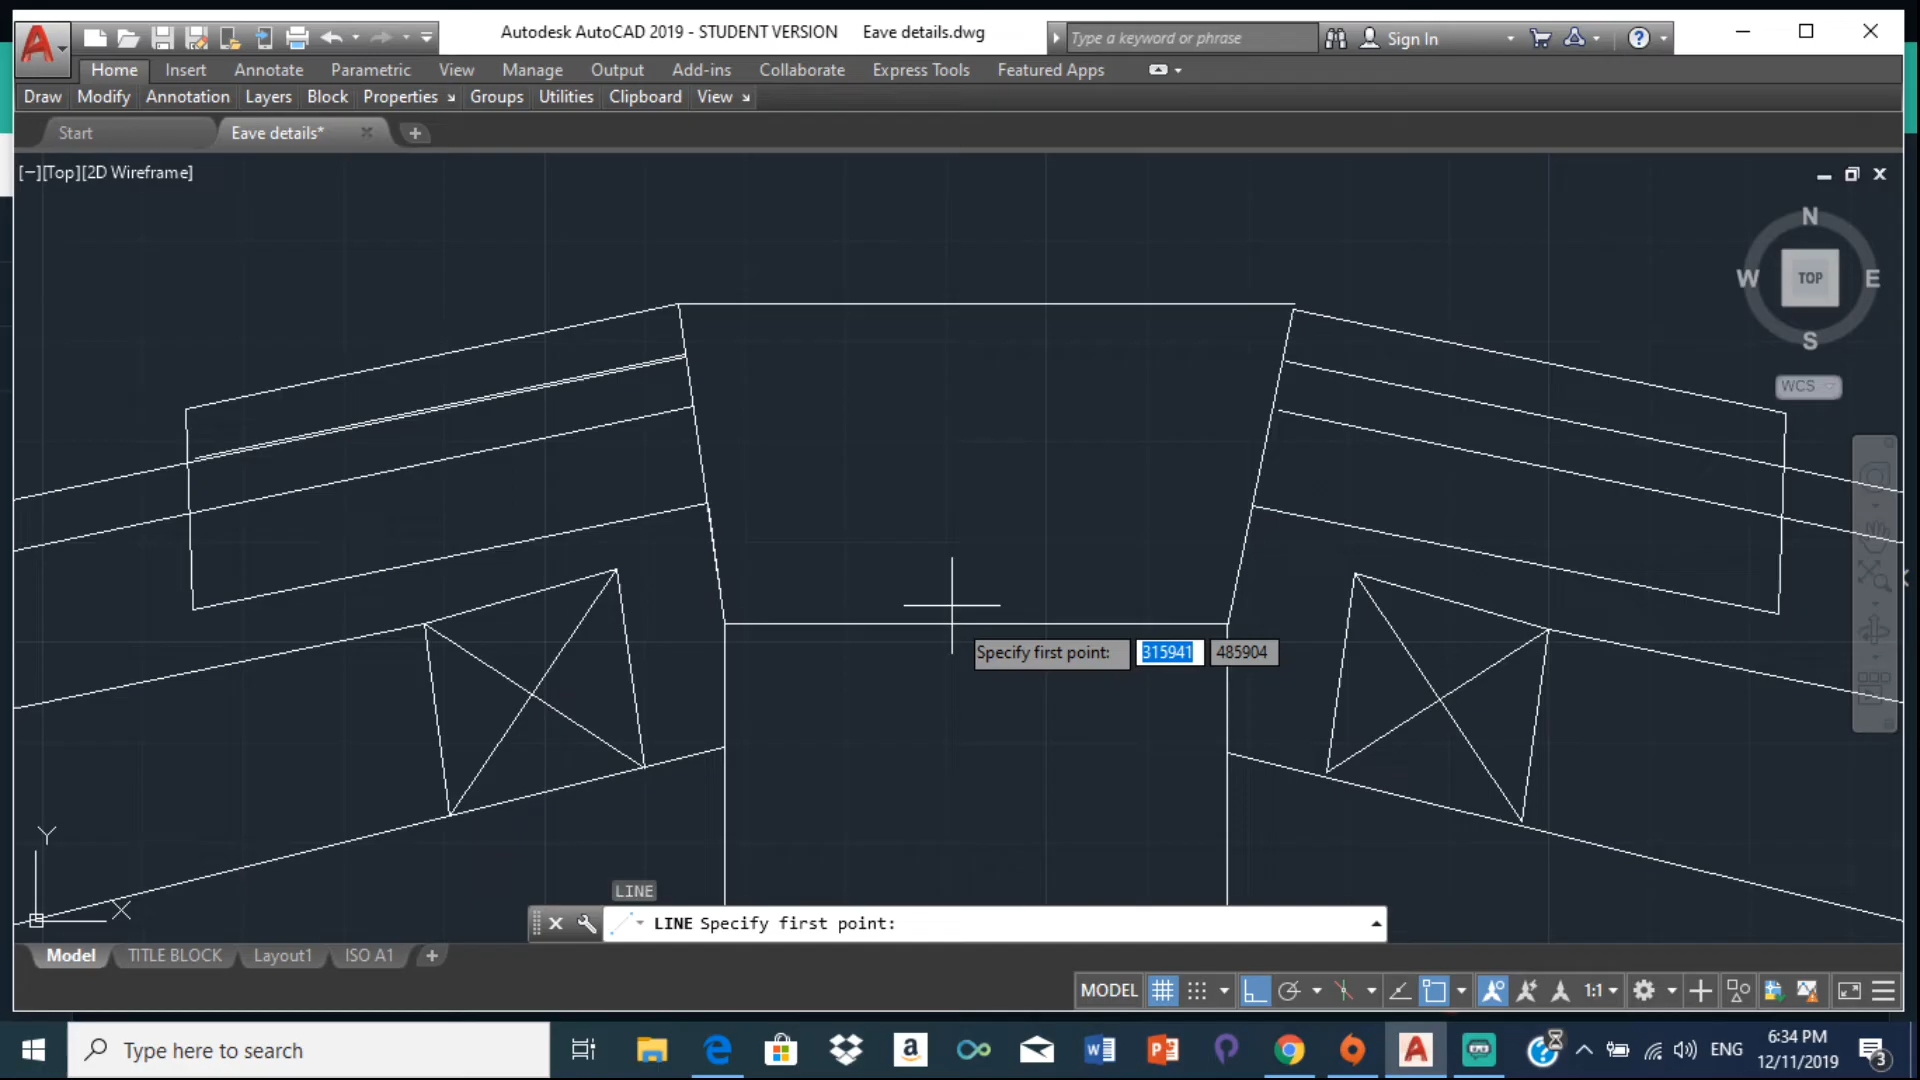 Autodesk AutoCAD 2019 - STUDENT VERSION Eave details.dwg
Type a keyword or phrase
Sign In
Home Insert Annotate Parametric View Manage Output Add-ins Collaborate Express Tools Featured Apps
Draw Modify Annotation Layers Block Properties Groups Utilities Clipboard View
Start Eave details*
[−][Top][2D Wireframe]
N
W TOP E
S
WCS
Specify first point: 315941 485904
Y
X
LINE
LINE Specify first point:
Model TITLE BLOCK Layout1 ISO A1
MODEL 1:1
Type here to search
ENG
6:34 PM
12/11/2019
3